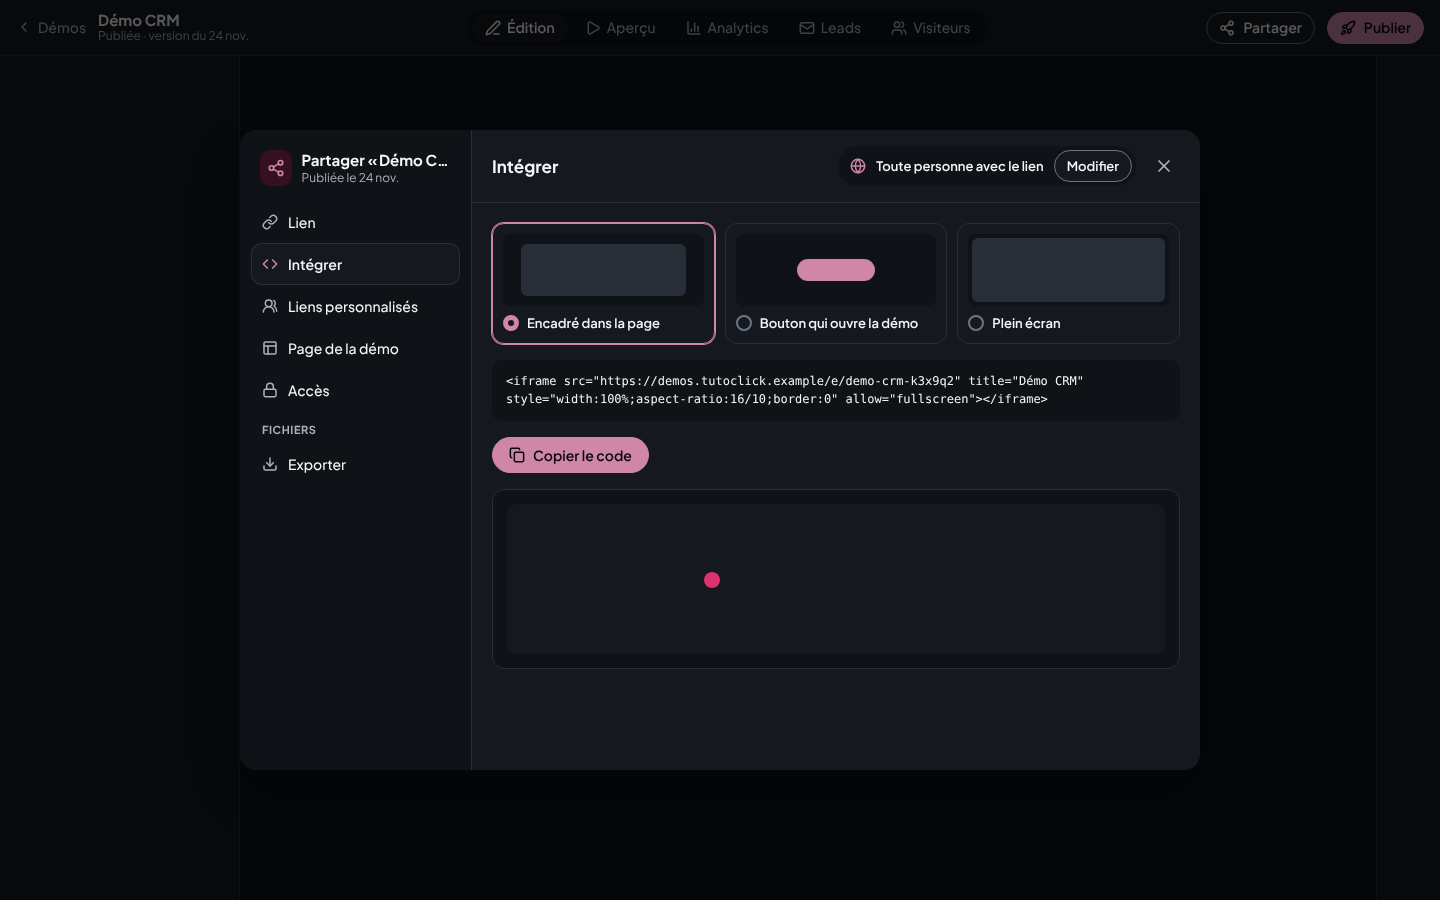 Démos
Démo CRM
Publiée · version du 24 nov.
Édition
Aperçu
Analytics
Leads
Visiteurs
Partager
Publier
Partager « Démo C…
Publiée le 24 nov.
Lien
Intégrer
Liens personnalisés
Page de la démo
Accès
FICHIERS
Exporter
Intégrer
Toute personne avec le lien
Modifier
Encadré dans la page
Bouton qui ouvre la démo
Plein écran
<iframe src="https://demos.tutoclick.example/e/demo-crm-k3x9q2" title="Démo CRM"
style="width:100%;aspect-ratio:16/10;border:0" allow="fullscreen"></iframe>
Copier le code